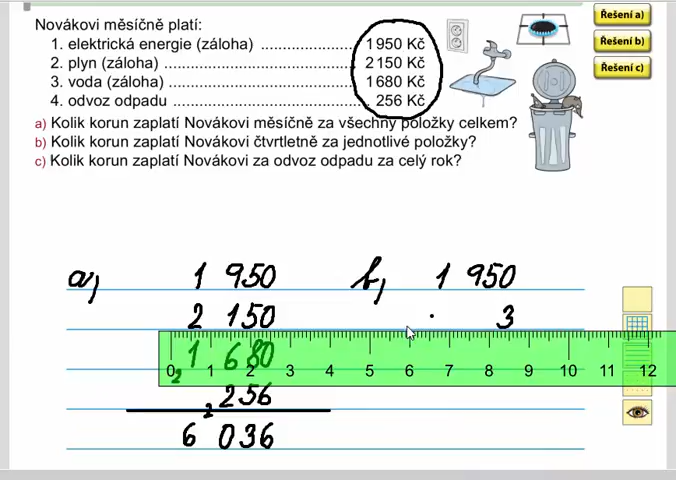 Novákovi měsíčně platí:
1. elektrická energie (záloha) ..................... 1 950 Kč
2. plyn (záloha) .......................................... 2 150 Kč
3. voda (záloha) ......................................... 1 680 Kč
4. odvoz odpadu ........................................... 256 Kč
a) Kolik korun zaplatí Novákovi měsíčně za všechny položky celkem?
b) Kolik korun zaplatí Novákovi čtvrtletně za jednotlivé položky?
c) Kolik korun zaplatí Novákovi za odvoz odpadu za celý rok?
Řešení a)
Řešení b)
Řešení c)
a) 1 950
2 150
2 1 680
2 256
6 036
b) 1 950
. 3
0 1 2 3 4 5 6 7 8 9 10 11 12